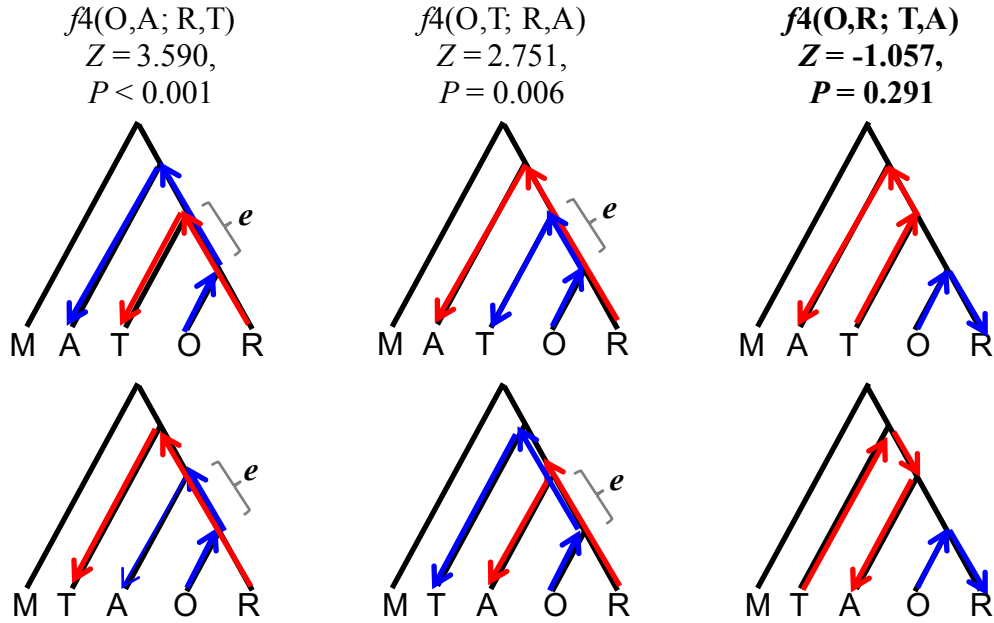 f4(O,A; R,T)
Z = 3.590,
P < 0.001
f4(O,T; R,A)
Z = 2.751,
P = 0.006
f4(O,R; T,A)
Z = -1.057,
P = 0.291
e
M A T O R
e
M A T O R
M A T O R
e
M T A O R
e
M T A O R
M T A O R